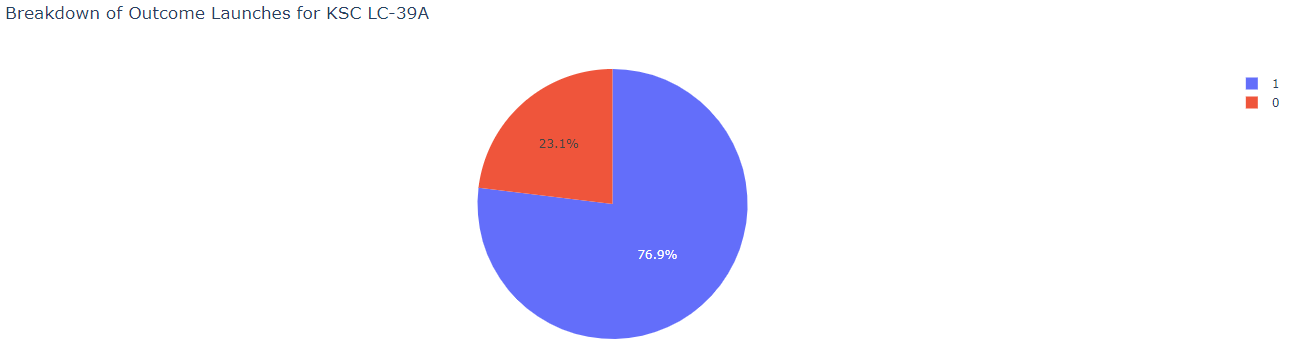 Breakdown of Outcome Launches for KSC LC-39A
1
0
23.1%
76.9%